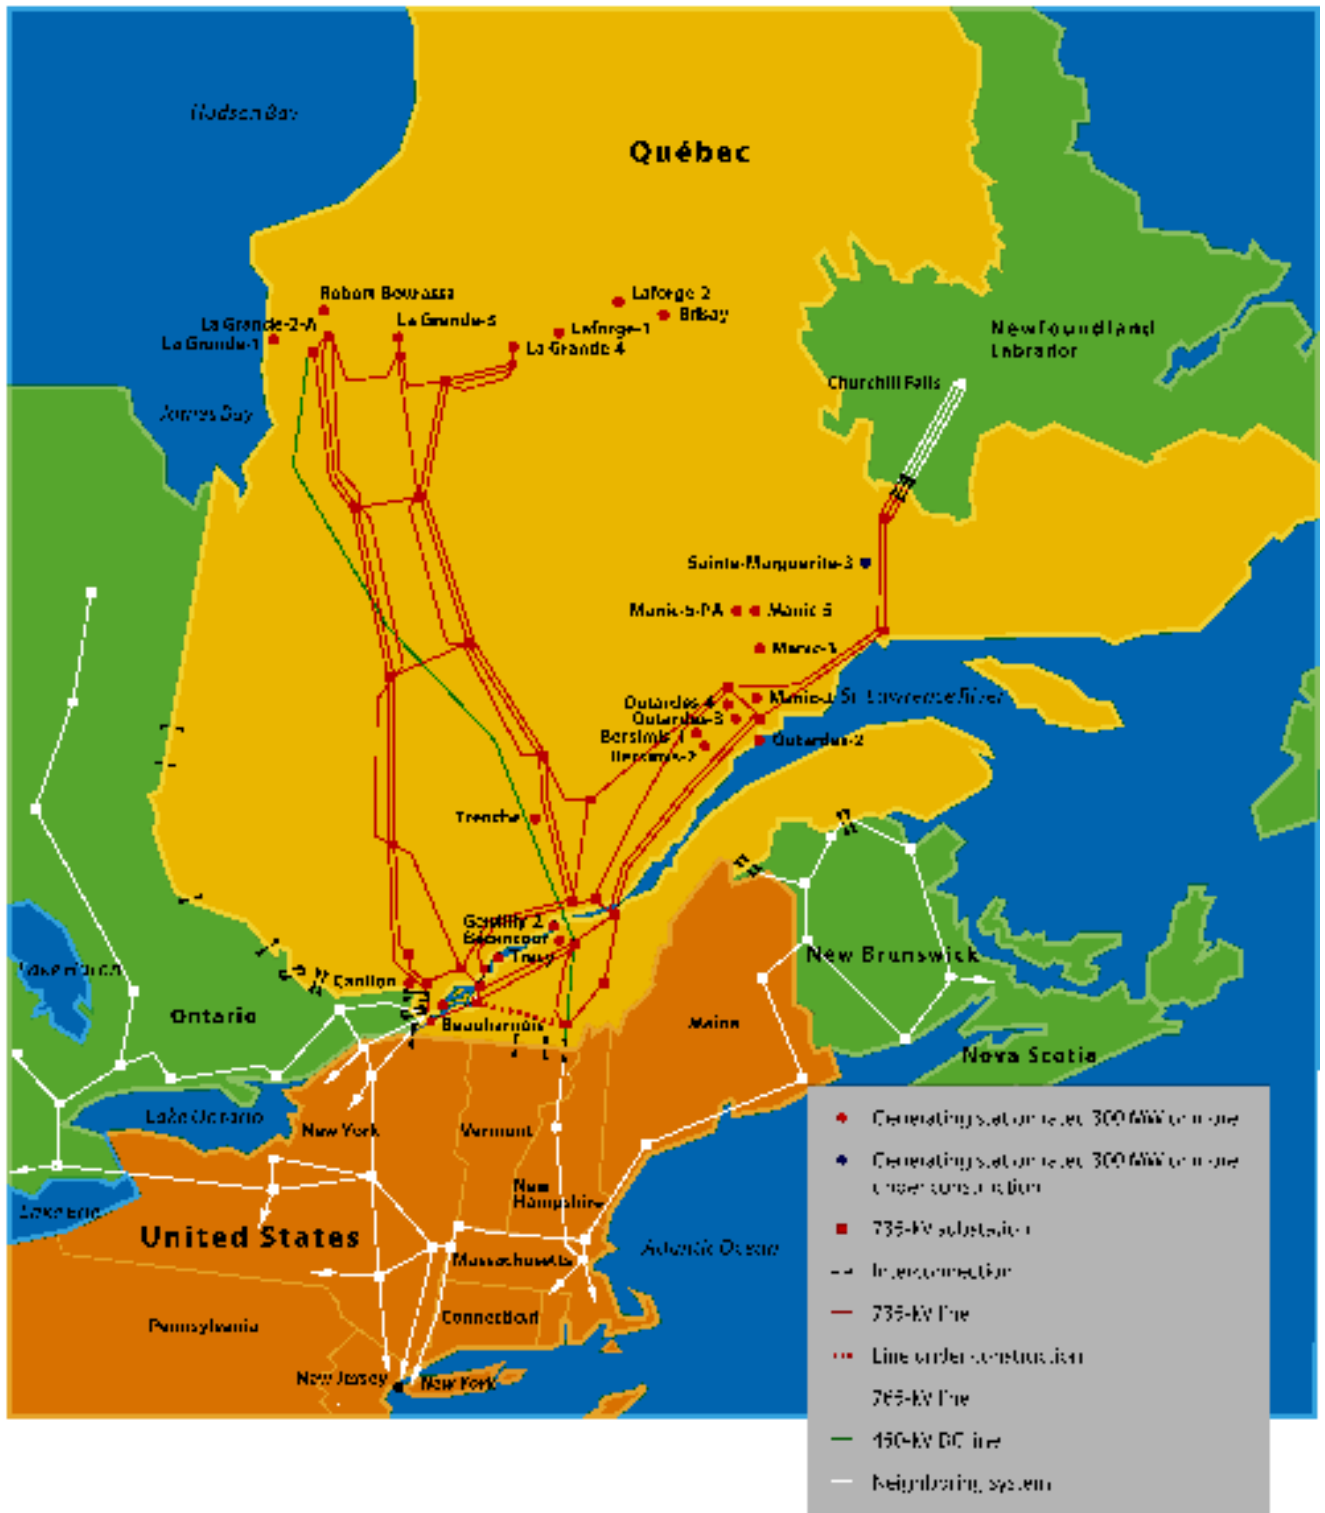 Hudson Bay
Québec
Robert-Bourassa
La Grande-2-A
La Grande-1
La Grande-3
Laforge-2
Brisay
Laforge-1
La Grande-4
Newfoundland
Labrador
Churchill Falls
James Bay
Sainte-Marguerite-3
Manic-5-PA
Manic-5
Manic-3
Manic-1
St. Lawrence River
Outardes-4
Outardes-3
Bersimis-1
Bersimis-2
Outardes-2
Trenche
Gentilly 2
Bécancour
Tracy
Carillon
Beauharnois
Lake Huron
Ontario
New Brunswick
Maine
Nova Scotia
Lake Ontario
New York
Vermont
New
Hampshire
Lake Erie
United States
Massachusetts
Atlantic Ocean
Connecticut
Pennsylvania
New Jersey
New York
Generating station rated 300 MW or more
Generating station rated 300 MW or more
under construction
735-kV substation
Interconnection
735-kV line
Line under construction
765-kV line
450-kV DC line
Neighboring system